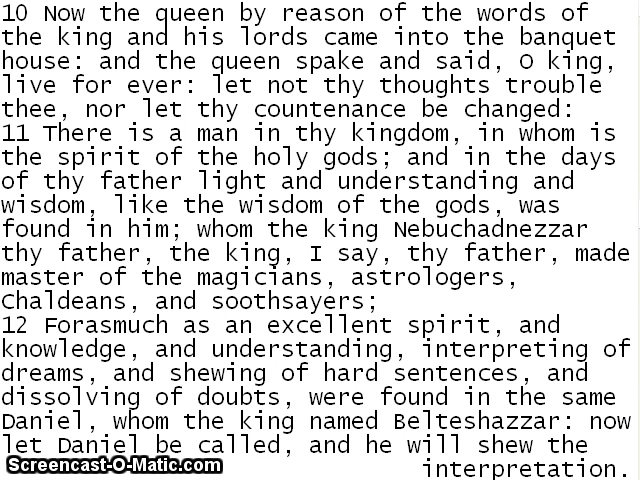 10 Now the queen by reason of the words of
the king and his lords came into the banquet
house: and the queen spake and said, O king,
live for ever: let not thy thoughts trouble
thee, nor let thy countenance be changed:
11 There is a man in thy kingdom, in whom is
the spirit of the holy gods; and in the days
of thy father light and understanding and
wisdom, like the wisdom of the gods, was
found in him; whom the king Nebuchadnezzar
thy father, the king, I say, thy father, made
master of the magicians, astrologers,
Chaldeans, and soothsayers;
12 Forasmuch as an excellent spirit, and
knowledge, and understanding, interpreting of
dreams, and shewing of hard sentences, and
dissolving of doubts, were found in the same
Daniel, whom the king named Belteshazzar: now
let Daniel be called, and he will shew the
interpretation.
Screencast-O-Matic.com